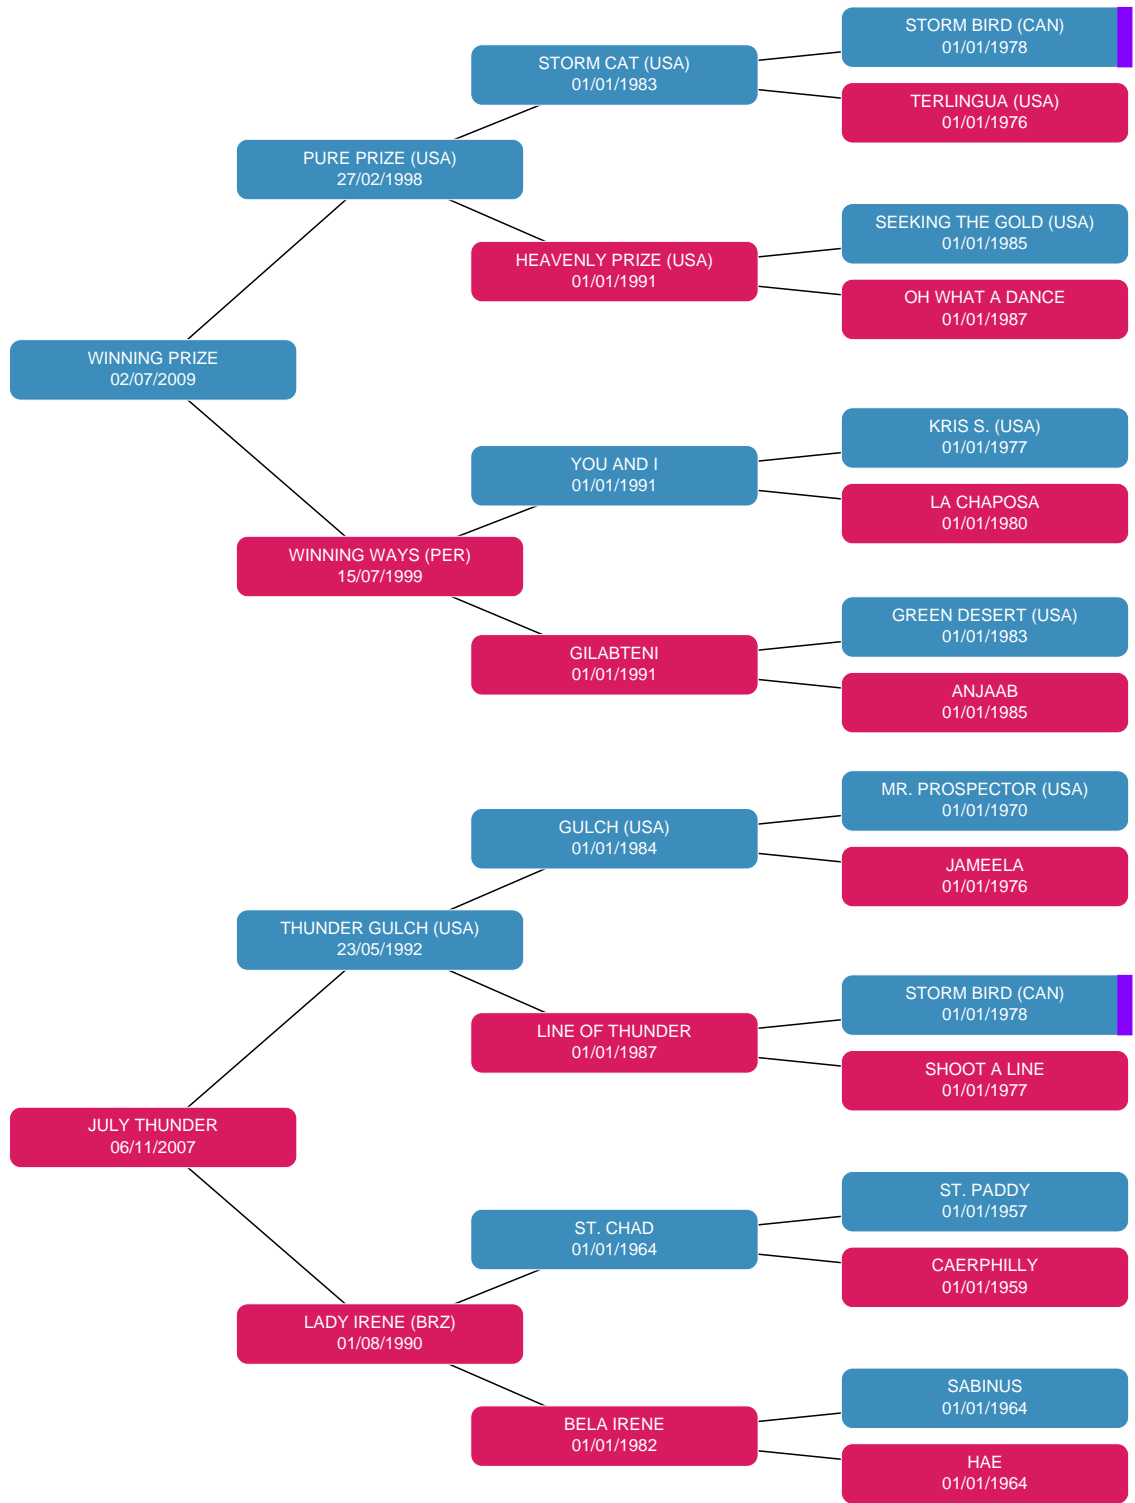 STORM BIRD (CAN)
01/01/1978
STORM CAT (USA)
01/01/1983
TERLINGUA (USA)
01/01/1976
PURE PRIZE (USA)
27/02/1998
SEEKING THE GOLD (USA)
01/01/1985
HEAVENLY PRIZE (USA)
01/01/1991
OH WHAT A DANCE
01/01/1987
WINNING PRIZE
02/07/2009
KRIS S. (USA)
01/01/1977
YOU AND I
01/01/1991
LA CHAPOSA
01/01/1980
WINNING WAYS (PER)
15/07/1999
GREEN DESERT (USA)
01/01/1983
GILABTENI
01/01/1991
ANJAAB
01/01/1985
MR. PROSPECTOR (USA)
01/01/1970
GULCH (USA)
01/01/1984
JAMEELA
01/01/1976
THUNDER GULCH (USA)
23/05/1992
STORM BIRD (CAN)
01/01/1978
LINE OF THUNDER
01/01/1987
SHOOT A LINE
01/01/1977
JULY THUNDER
06/11/2007
ST. PADDY
01/01/1957
ST. CHAD
01/01/1964
CAERPHILLY
01/01/1959
LADY IRENE (BRZ)
01/08/1990
SABINUS
01/01/1964
BELA IRENE
01/01/1982
HAE
01/01/1964